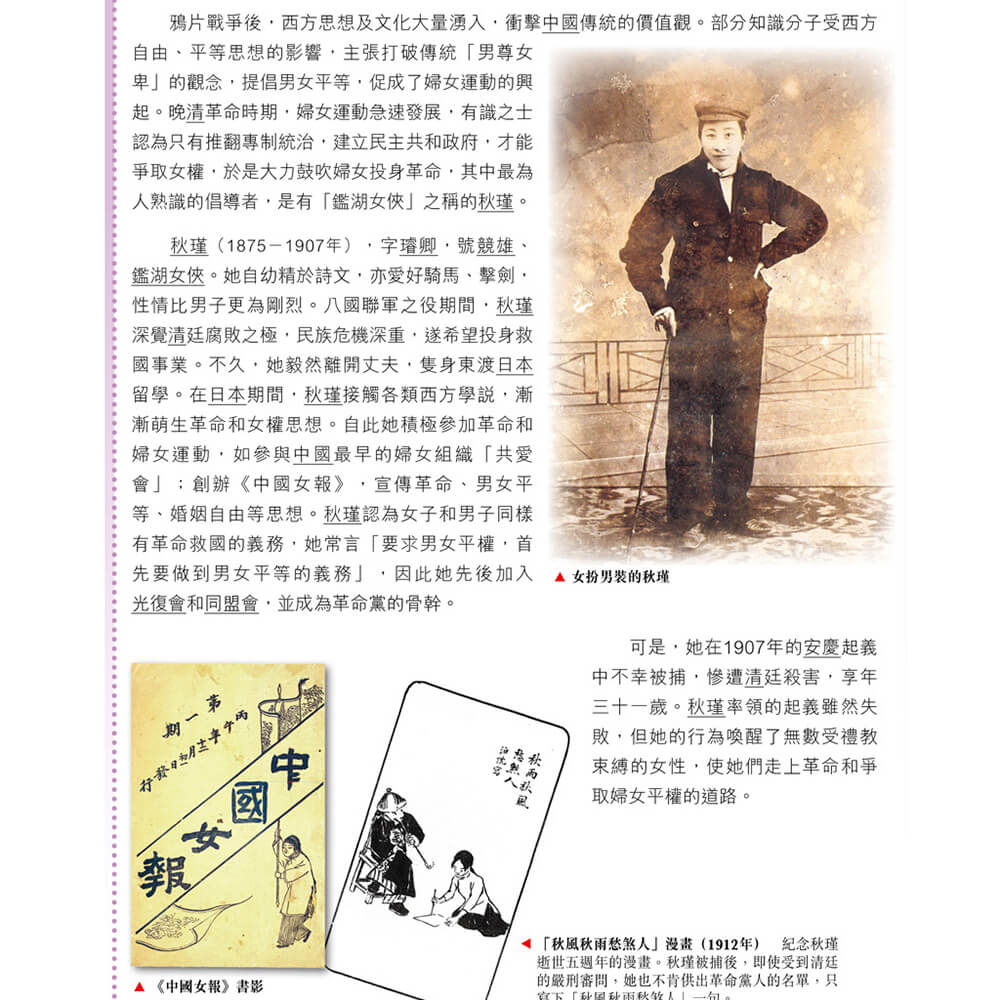 鴉片戰爭後，西方思想及文化大量湧入，衝擊中國傳統的價值觀。部分知識分子受西方
自由、平等思想的影響，主張打破傳統「男尊女
卑」的觀念，提倡男女平等，促成了婦女運動的興
起。晚清革命時期，婦女運動急速發展，有識之士
認為只有推翻專制統治，建立民主共和政府，才能
爭取女權，於是大力鼓吹婦女投身革命，其中最為
人熟識的倡導者，是有「鑑湖女俠」之稱的秋瑾。
秋瑾（1875－1907年），字璿卿，號競雄、
鑑湖女俠。她自幼精於詩文，亦愛好騎馬、擊劍，
性情比男子更為剛烈。八國聯軍之役期間，秋瑾
深覺清廷腐敗之極，民族危機深重，遂希望投身救
國事業。不久，她毅然離開丈夫，隻身東渡日本
留學。在日本期間，秋瑾接觸各類西方學説，漸
漸萌生革命和女權思想。自此她積極參加革命和
婦女運動，如參與中國最早的婦女組織「共愛
會」；創辦《中國女報》，宣傳革命、男女平
等、婚姻自由等思想。秋瑾認為女子和男子同樣
有革命救國的義務，她常言「要求男女平權，首
先要做到男女平等的義務」，因此她先後加入
光復會和同盟會，並成為革命黨的骨幹。
▲ 女扮男裝的秋瑾
可是，她在1907年的安慶起義
中不幸被捕，慘遭清廷殺害，享年
三十一歲。秋瑾率領的起義雖然失
敗，但她的行為喚醒了無數受禮教
束縛的女性，使她們走上革命和爭
取婦女平權的道路。
第一期
丙午年十二月初一日發行
中國女報
▲ 《中國女報》書影
秋雨秋風
愁煞人
◀ 「秋風秋雨愁煞人」漫畫（1912年） 紀念秋瑾
逝世五週年的漫畫。秋瑾被捕後，即使受到清廷
的嚴刑審問，她也不肯供出革命黨人的名單，只
寫下「秋風秋雨愁煞人」一句。